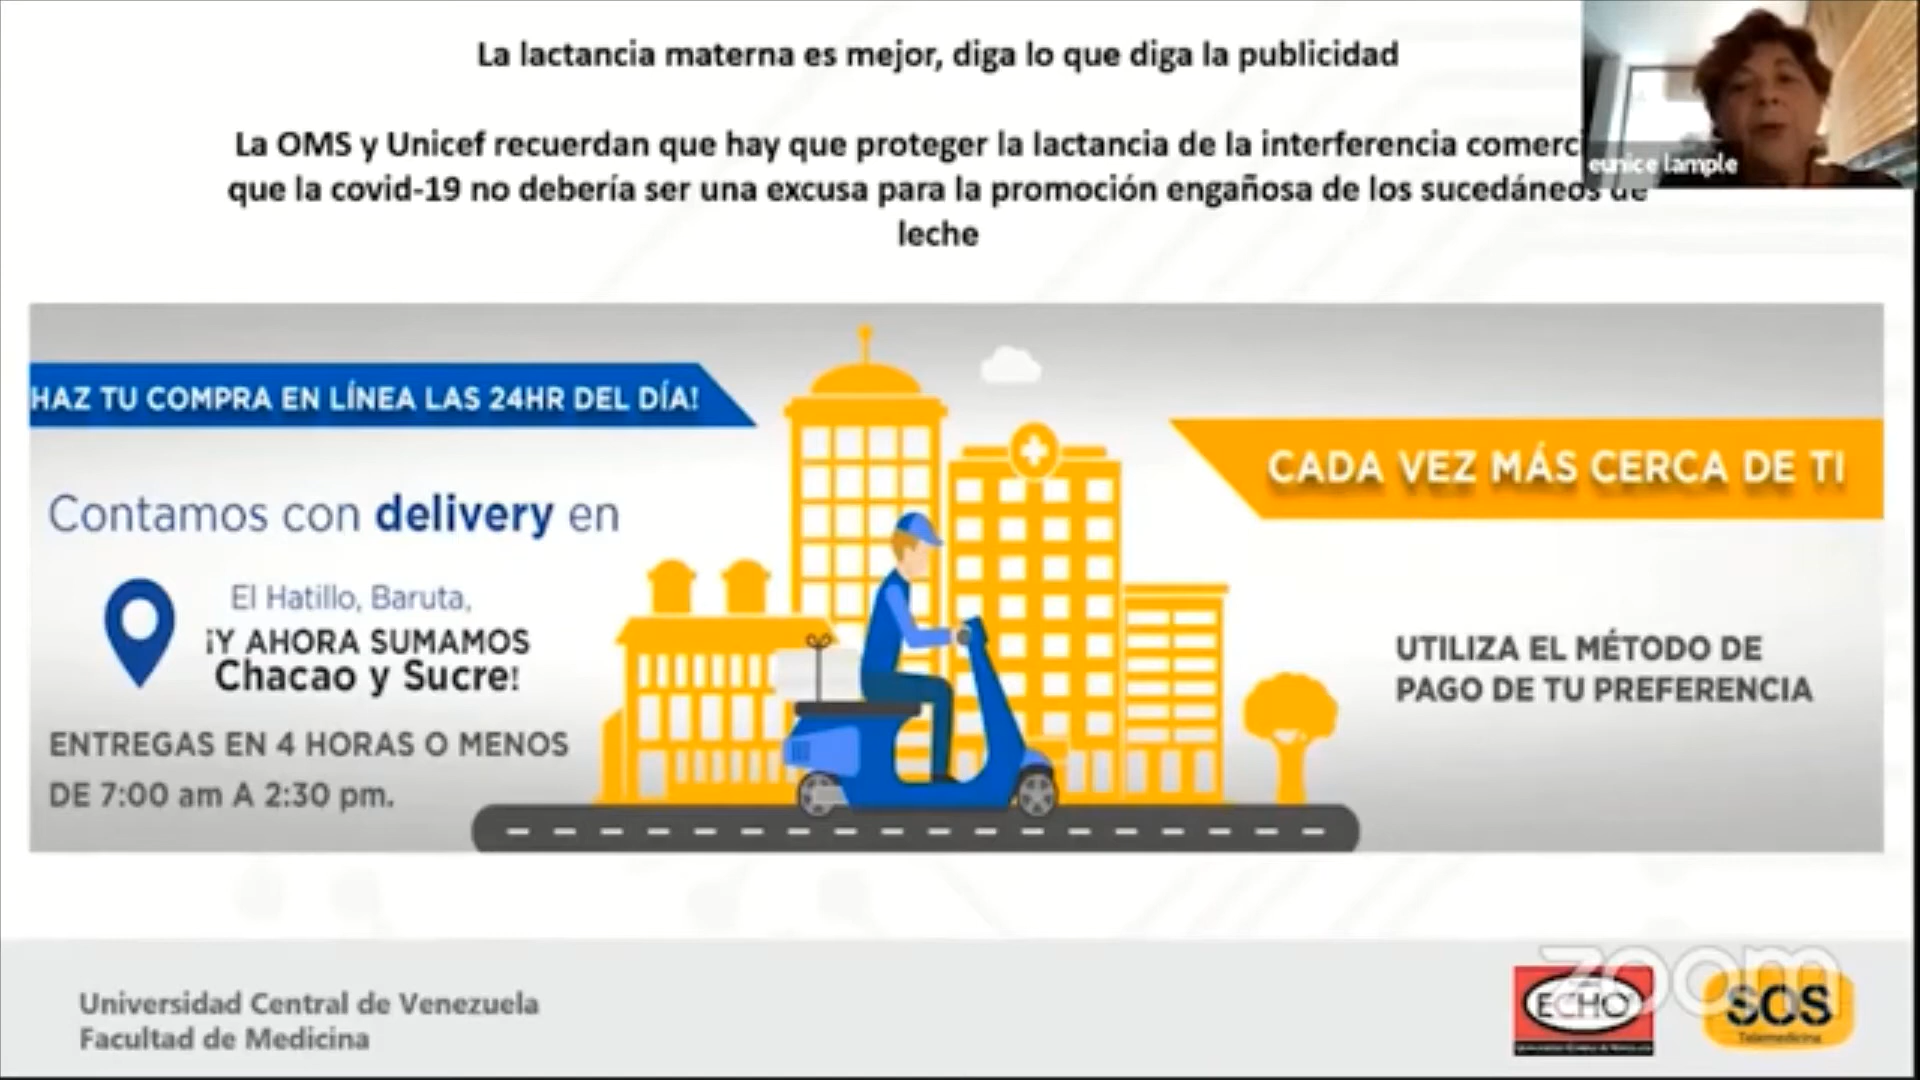 La lactancia materna es mejor, diga lo que diga la publicidad
La OMS y Unicef recuerdan que hay que proteger la lactancia de la interferencia comerci
que la covid-19 no debería ser una excusa para la promoción engañosa de los sucedáneos de
leche
eunice lample
HAZ TU COMPRA EN LÍNEA LAS 24HR DEL DÍA!
CADA VEZ MÁS CERCA DE TI
Contamos con delivery en
El Hatillo, Baruta,
¡Y AHORA SUMAMOS
Chacao y Sucre!
ENTREGAS EN 4 HORAS O MENOS
DE 7:00 am A 2:30 pm.
UTILIZA EL MÉTODO DE
PAGO DE TU PREFERENCIA
Universidad Central de Venezuela
Facultad de Medicina
zoom
ECHO
SOS
Telemedicina